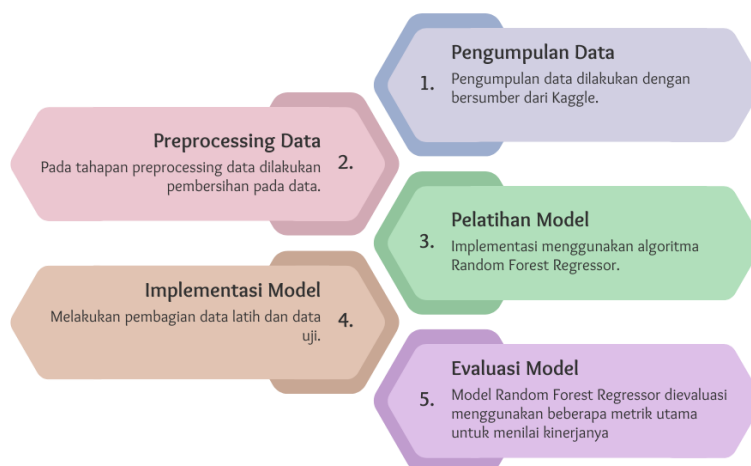 1.
Pengumpulan Data
Pengumpulan data dilakukan dengan
bersumber dari Kaggle.
2.
Preprocessing Data
Pada tahapan preprocessing data dilakukan
pembersihan pada data.
3.
Pelatihan Model
Implementasi menggunakan algoritma
Random Forest Regressor.
4.
Implementasi Model
Melakukan pembagian data latih dan data
uji.
5.
Evaluasi Model
Model Random Forest Regressor dievaluasi
menggunakan beberapa metrik utama
untuk menilai kinerjanya